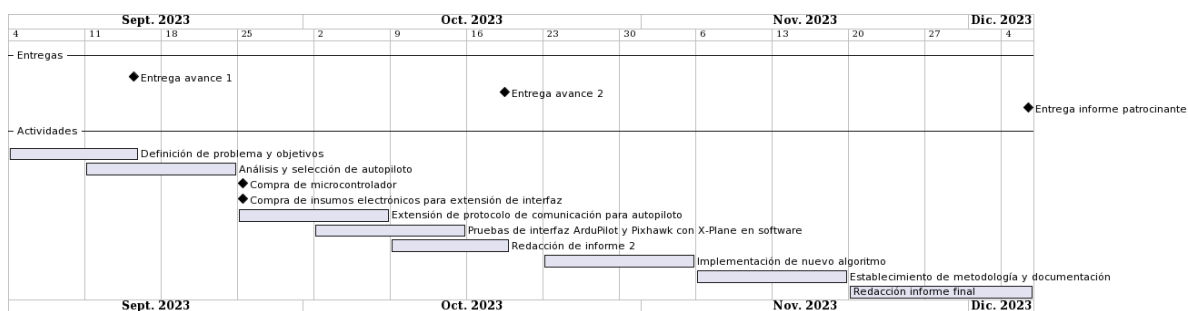 Sept. 2023 Oct. 2023 Nov. 2023 Dic. 2023
4 11 18 25 2 9 16 23 30 6 13 20 27 4
Entregas
Entrega avance 1
Entrega avance 2
Entrega informe patrocinante
Actividades
Definición de problema y objetivos
Análisis y selección de autopiloto
Compra de microcontrolador
Compra de insumos electrónicos para extensión de interfaz
Extensión de protocolo de comunicación para autopiloto
Pruebas de interfaz ArduPilot y Pixhawk con X-Plane en software
Redacción de informe 2
Implementación de nuevo algoritmo
Establecimiento de metodología y documentación
Redacción informe final
Sept. 2023 Oct. 2023 Nov. 2023 Dic. 2023